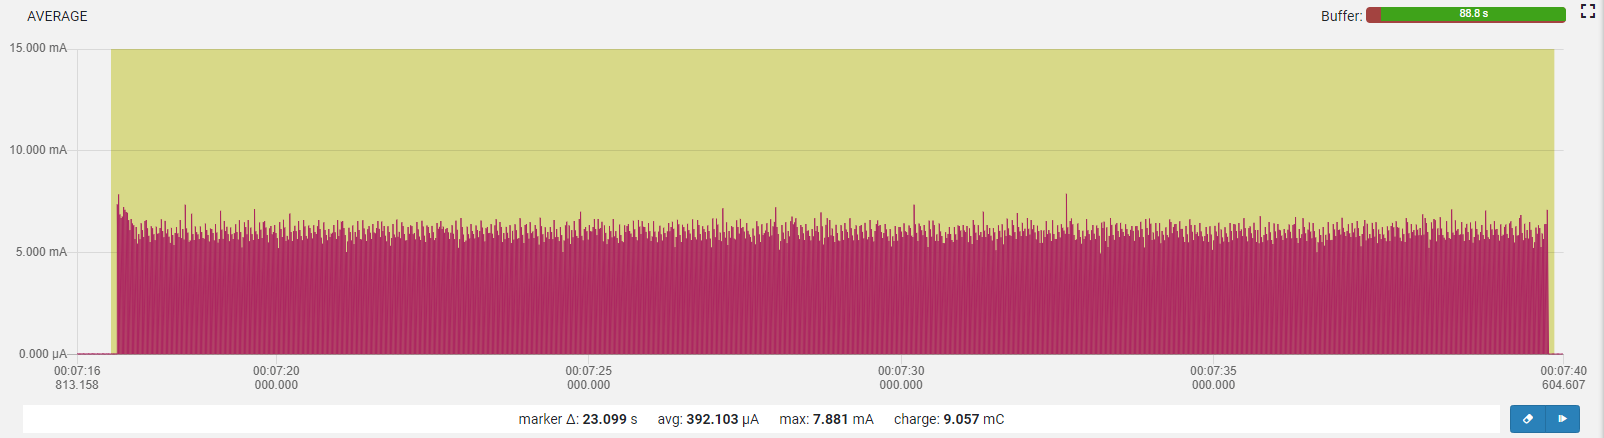 AVERAGE
Buffer: 88.8 s
15.000 mA
10.000 mA
5.000 mA
0.000 µA
00:07:16 00:07:20 00:07:25 00:07:30 00:07:35 00:07:40
813.158 000.000 000.000 000.000 000.000 604.607
marker Δ: 23.099 s avg: 392.103 µA max: 7.881 mA charge: 9.057 mC